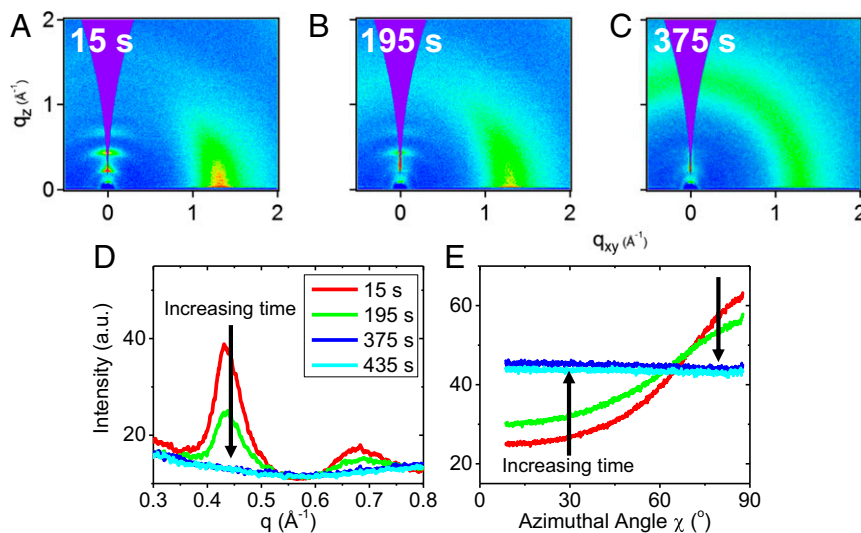 A
15 s
B
195 s
C
375 s
q_z (Å⁻¹)
2
1
0
0 1 2
0 1 2
0 1 2
q_xy (Å⁻¹)
D
Intensity (a.u.)
40
20
Increasing time
15 s
195 s
375 s
435 s
0.3 0.4 0.5 0.6 0.7 0.8
q (Å⁻¹)
E
60
40
20
Increasing time
0 30 60 90
Azimuthal Angle χ (°)